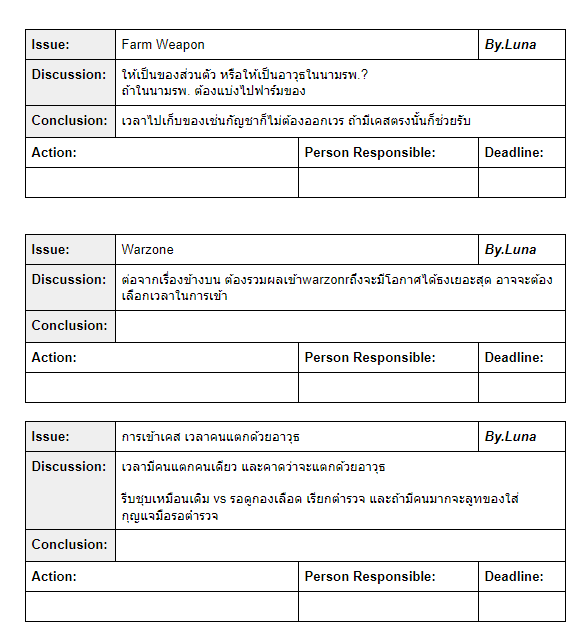 Issue: Farm Weapon By.Luna
Discussion: ให้เป็นของส่วนตัว หรือให้เป็นอาวุธในนามรพ.?
ถ้าในนามรพ. ต้องแบ่งไปฟาร์มของ
Conclusion: เวลาไปเก็บของเช่นกัญชาก็ไม่ต้องออกเวร ถ้ามีเคสตรงนั้นก็ช่วยรับ
Action: Person Responsible: Deadline:
Issue: Warzone By.Luna
Discussion: ต่อจากเรื่องข้างบน ต้องรวมผลเข้าwarzonrถึงจะมีโอกาศได้ธงเยอะสุด อาจจะต้อง
เลือกเวลาในการเข้า
Conclusion:
Action: Person Responsible: Deadline:
Issue: การเข้าเคส เวลาคนแตกด้วยอาวุธ By.Luna
Discussion: เวลามีคนแตกคนเดียว และคาดว่าจะแตกด้วยอาวุธ
รีบชุบเหมือนเดิม vs รอดูกองเลือด เรียกตำรวจ และถ้ามีคนมากจะลูทของใส่
กุญแจมือรอตำรวจ
Conclusion:
Action: Person Responsible: Deadline: